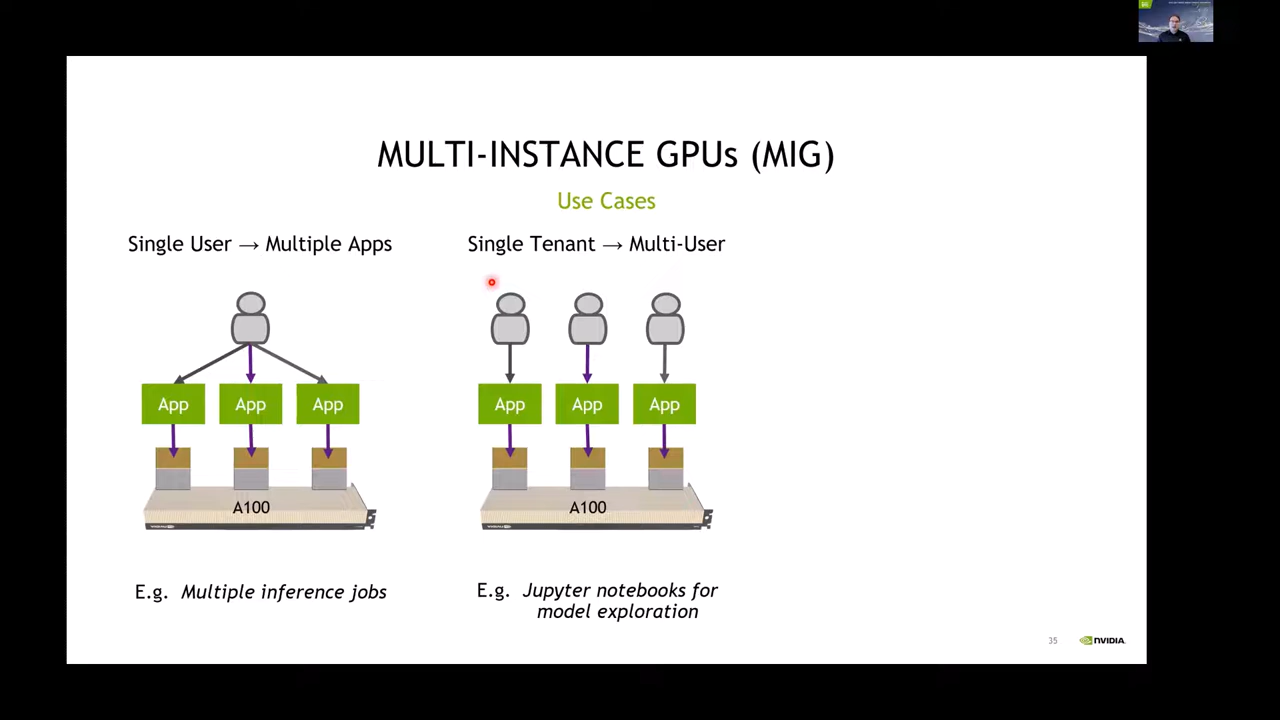 MULTI-INSTANCE GPUs (MIG)
Use Cases
Single User → Multiple Apps
Single Tenant → Multi-User
App
App
App
App
App
App
A100
A100
E.g. Multiple inference jobs
E.g. Jupyter notebooks for
model exploration
35
NVIDIA.